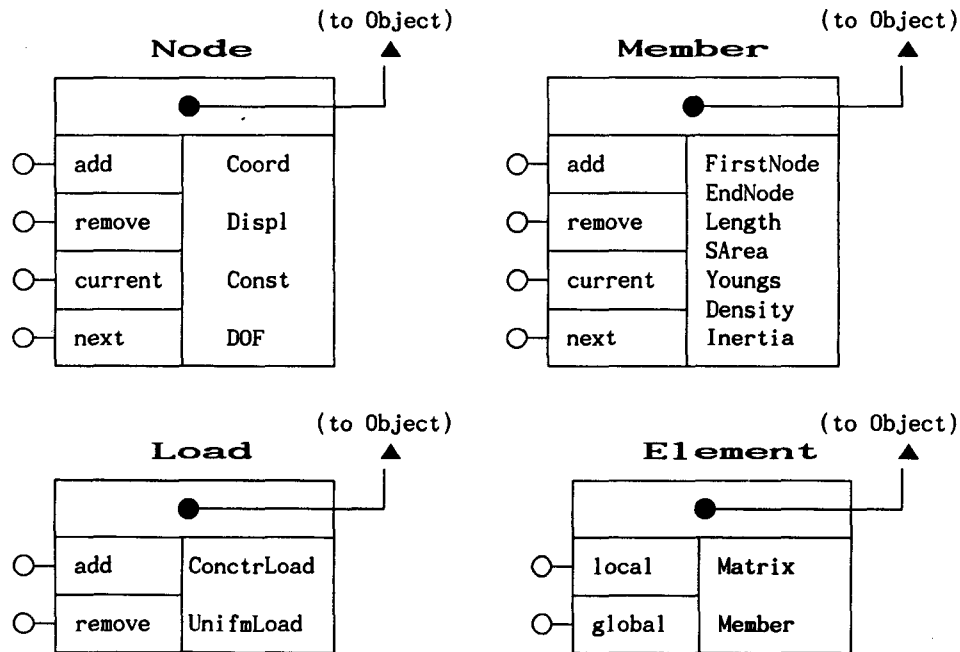 (to Object)
Node
add
Coord
remove
Displ
current
Const
next
DOF
(to Object)
Member
add
FirstNode
EndNode
remove
Length
SArea
current
Youngs
Density
next
Inertia
(to Object)
Load
add
ConctrLoad
remove
UnifmLoad
(to Object)
Element
local
Matrix
global
Member